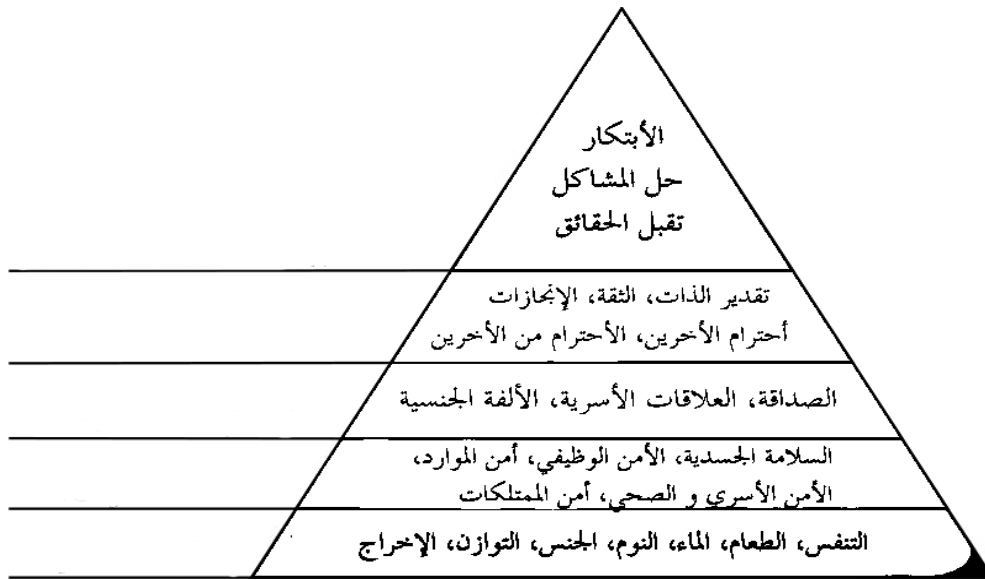 الأبتكار
حل المشاكل
تقبل الحقائق
تقدير الذات، الثقة، الإنجازات
أحترام الأخرين، الأحترام من الأخرين
الصداقة، العلاقات الأسرية، الألفة الجنسية
السلامة الجسدية، الأمن الوظيفي، أمن الموارد،
الأمن الأسري و الصحي، أمن الممتلكات
التنفس، الطعام، الماء، النوم، الجنس، التوازن، الإخراج